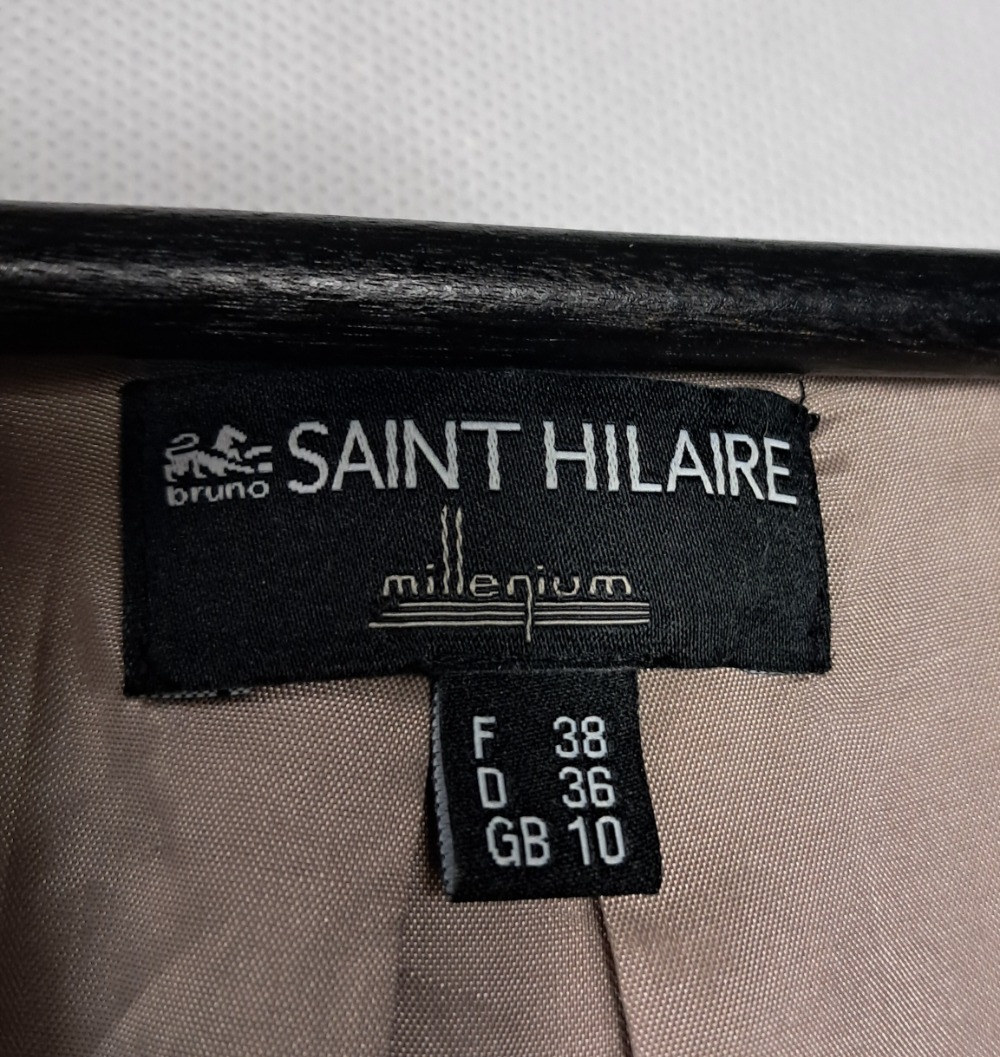 bruno SAINT HILAIRE
millenium
F 38
D 36
GB 10